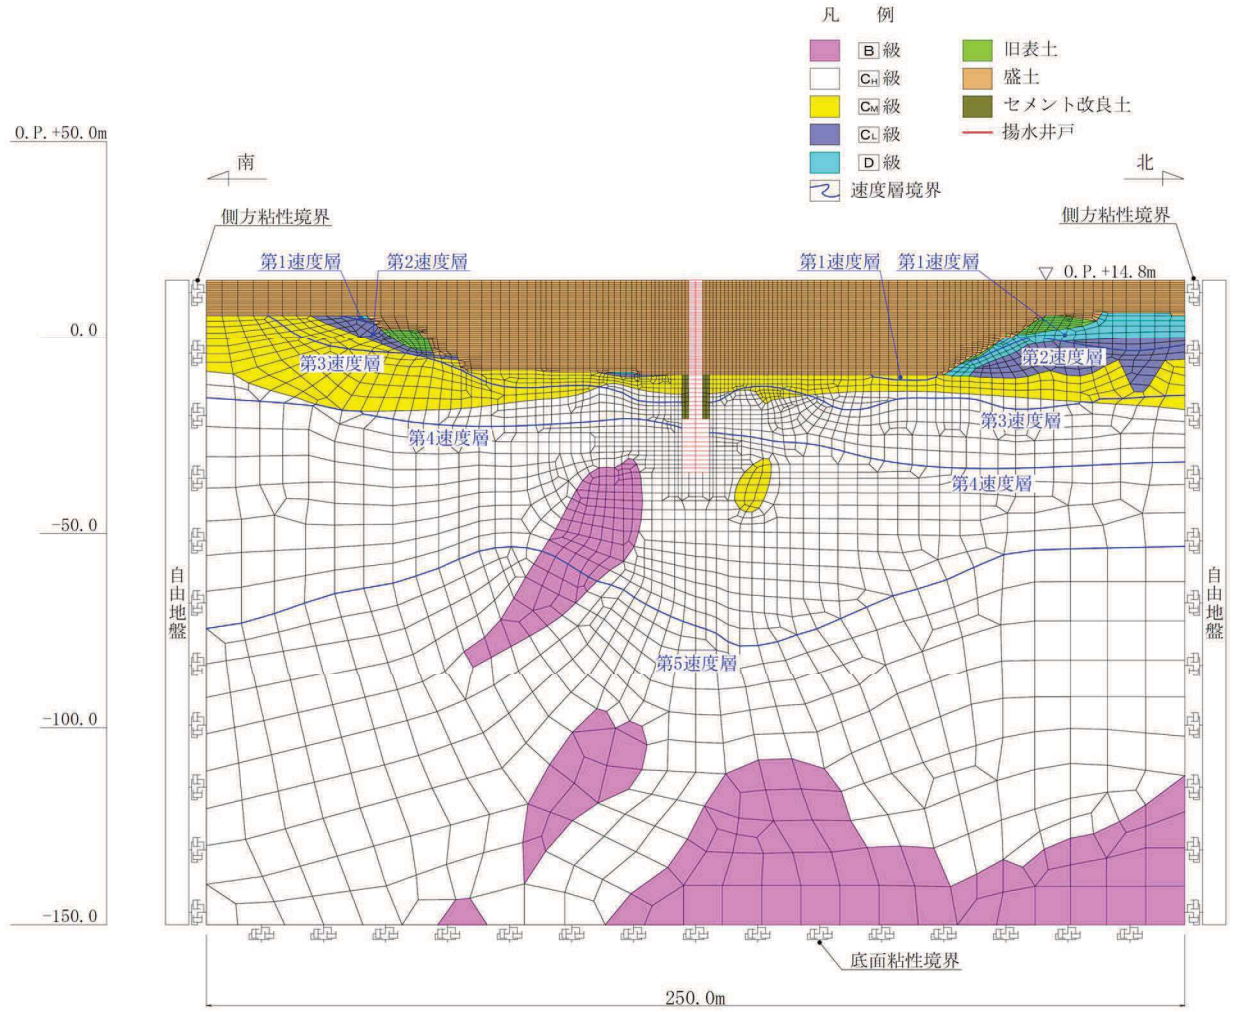 凡 例
B 級
旧表土
CH 級
盛土
CM 級
セメント改良土
CL 級
揚水井戸
D 級
速度層境界
O.P.+50.0m
南
北
側方粘性境界
側方粘性境界
第1速度層
第2速度層
第1速度層
第1速度層
O.P.+14.8m
0.0
第3速度層
第2速度層
第4速度層
第3速度層
第4速度層
-50.0
自由地盤
自由地盤
第5速度層
-100.0
-150.0
底面粘性境界
250.0m